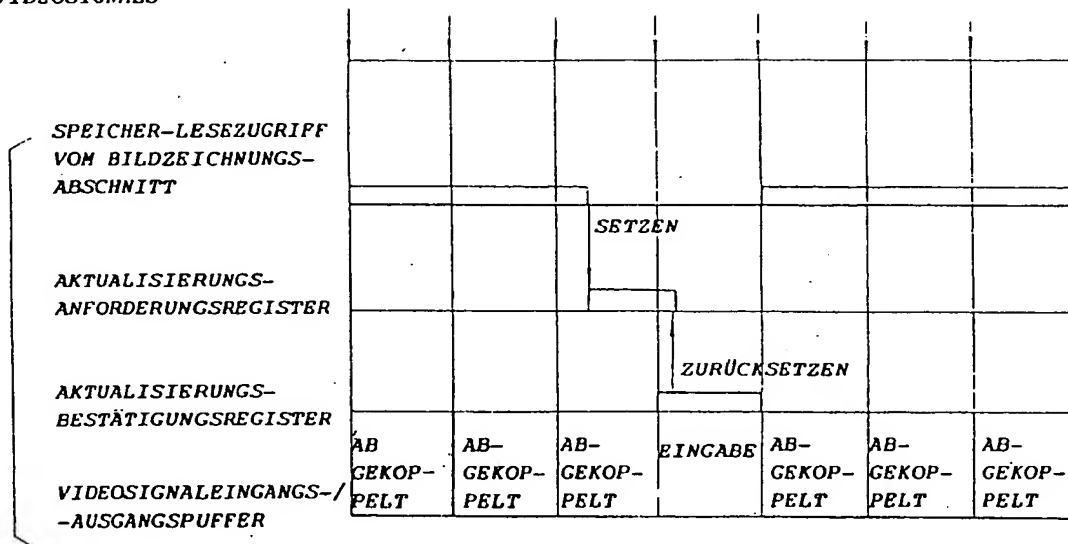 SPEICHER-LESEZUGRIFF
VOM BILDZEICHNUNGS-
ABSCHNITT
SETZEN
AKTUALISIERUNGS-
ANFORDERUNGSREGISTER
ZURÜCKSETZEN
AKTUALISIERUNGS-
BESTÄTIGUNGSREGISTER
VIDEOSIGNALEINGANGS-/
-AUSGANGSPUFFER
AB
GEKOP-
PELT
AB-
GEKOP-
PELT
AB-
GEKOP-
PELT
EINGABE
AB-
GEKOP-
PELT
AB-
GEKOP-
PELT
AB-
GEKOP-
PELT